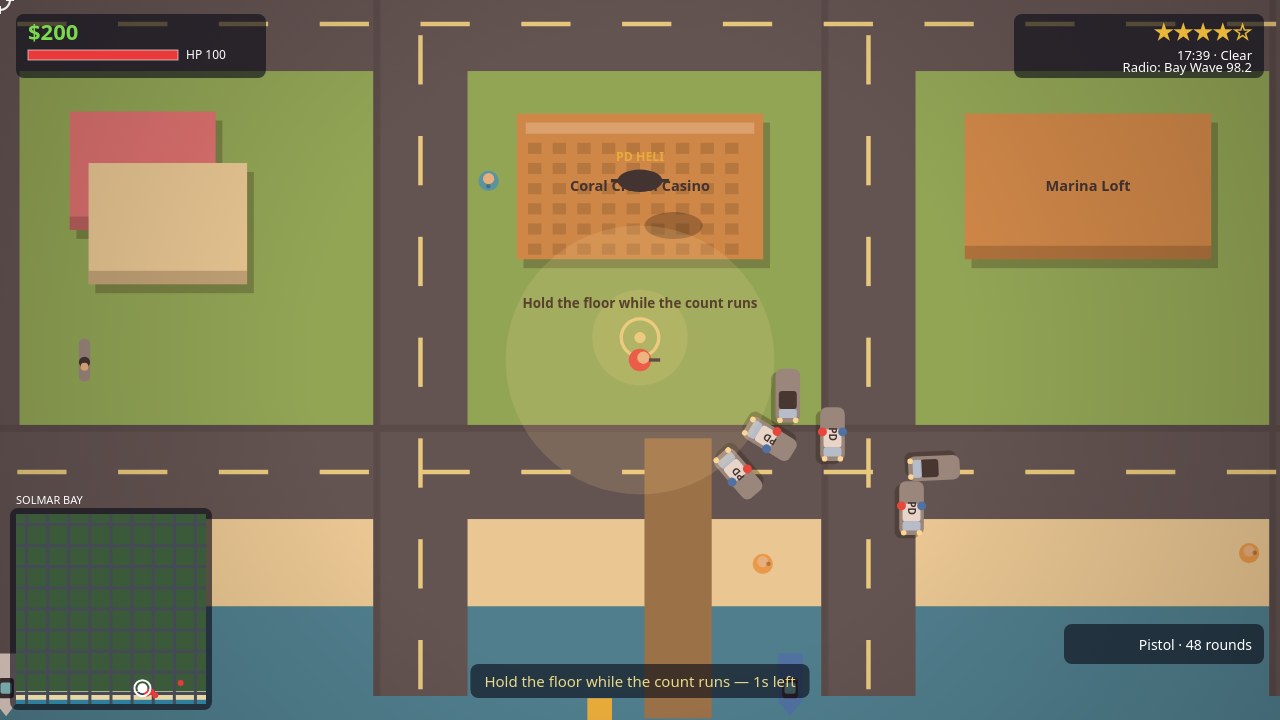 $200
HP 100
★★★★☆
17:39 · Clear
Radio: Bay Wave 98.2
PD HELI
Casino
Marina Loft
Hold the floor while the count runs
PD
PD
PD
PD
SOLMAR BAY
Pistol · 48 rounds
Hold the floor while the count runs — 1s left